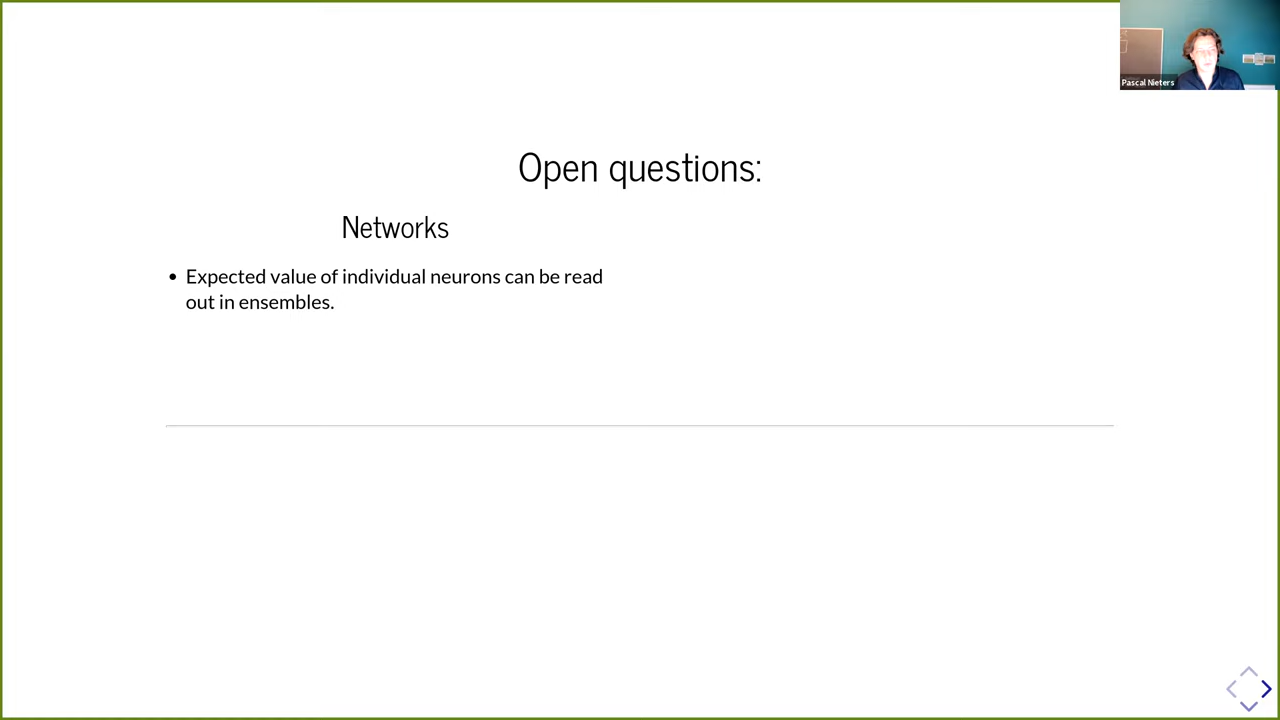 Pascal Nieters
Open questions:
Networks
• Expected value of individual neurons can be read
out in ensembles.